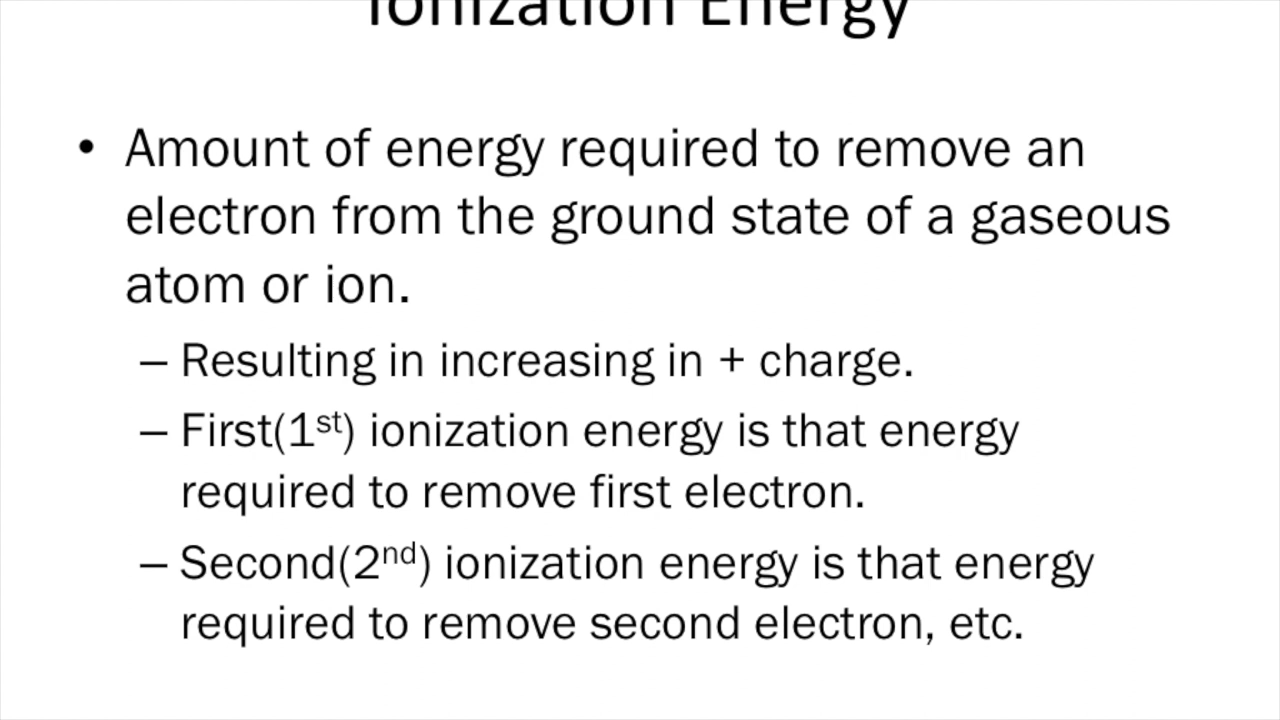 Ionization Energy
• Amount of energy required to remove an
electron from the ground state of a gaseous
atom or ion.
– Resulting in increasing in + charge.
– First(1st) ionization energy is that energy
required to remove first electron.
– Second(2nd) ionization energy is that energy
required to remove second electron, etc.